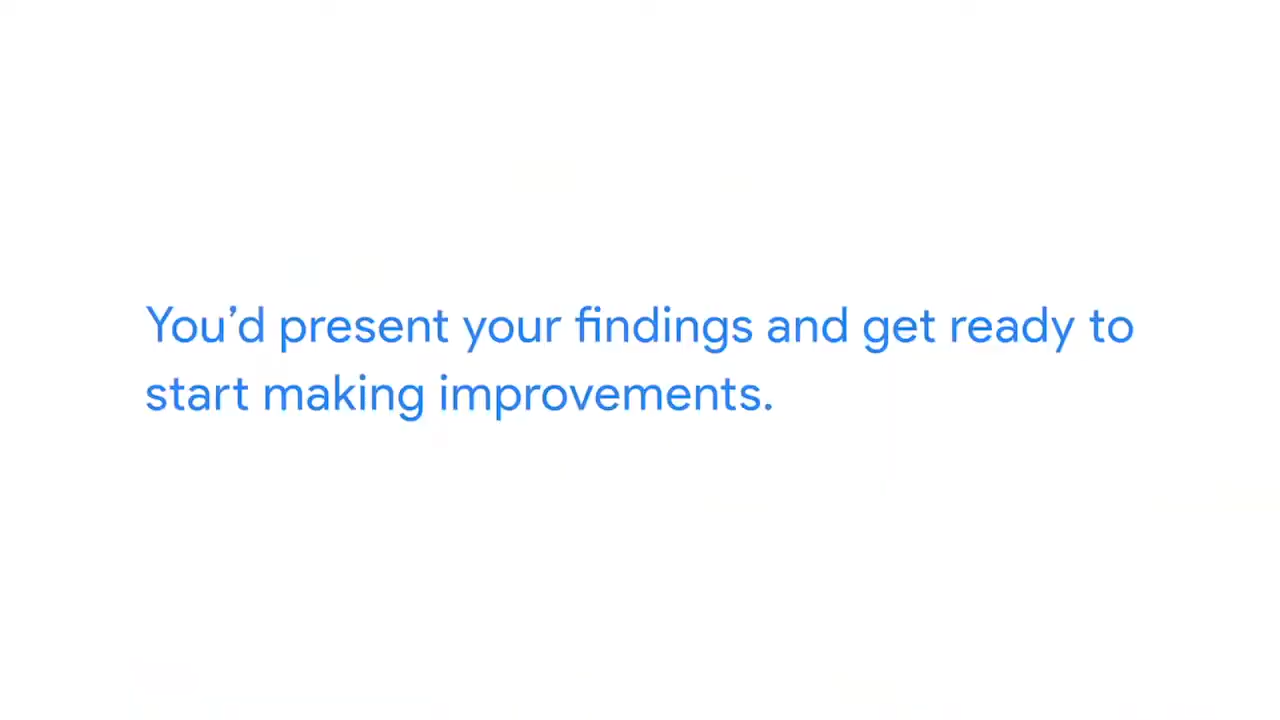 You’d present your findings and get ready to
start making improvements.